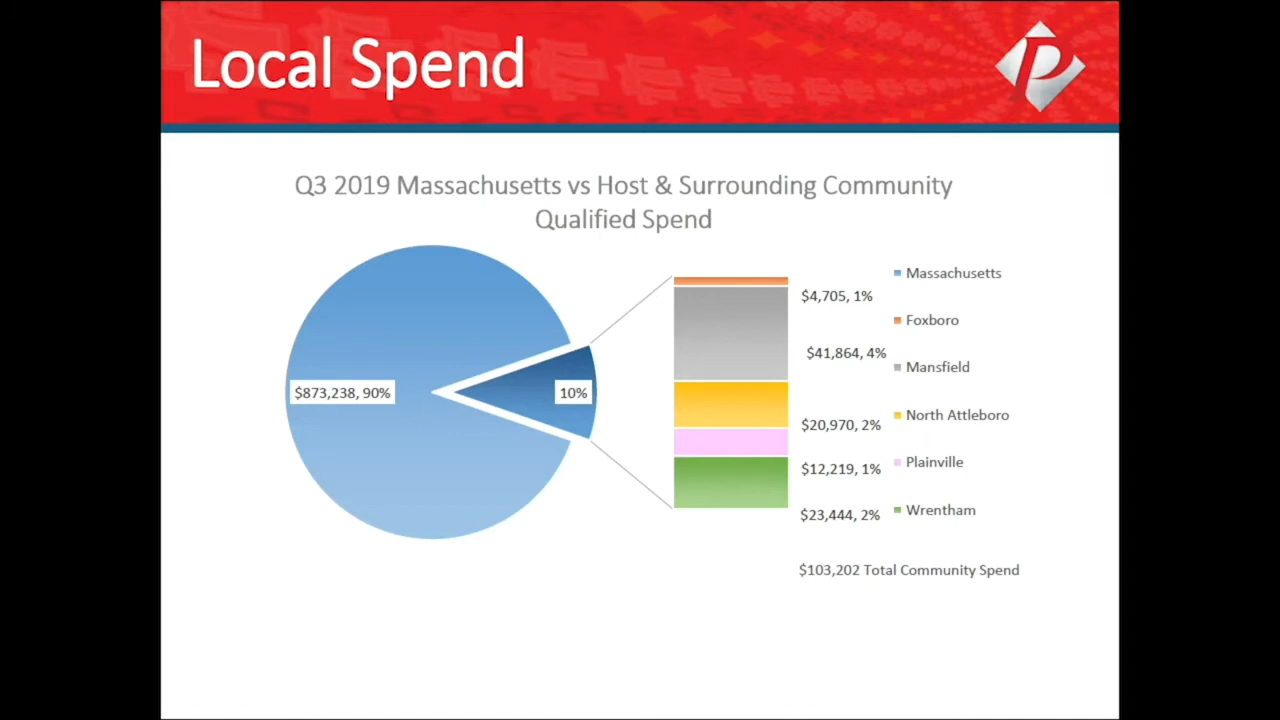 Local Spend
Q3 2019 Massachusetts vs Host & Surrounding Community
Qualified Spend
$873,238, 90%
10%
$4,705, 1%
$41,864, 4%
$20,970, 2%
$12,219, 1%
$23,444, 2%
Massachusetts
Foxboro
Mansfield
North Attleboro
Plainville
Wrentham
$103,202 Total Community Spend